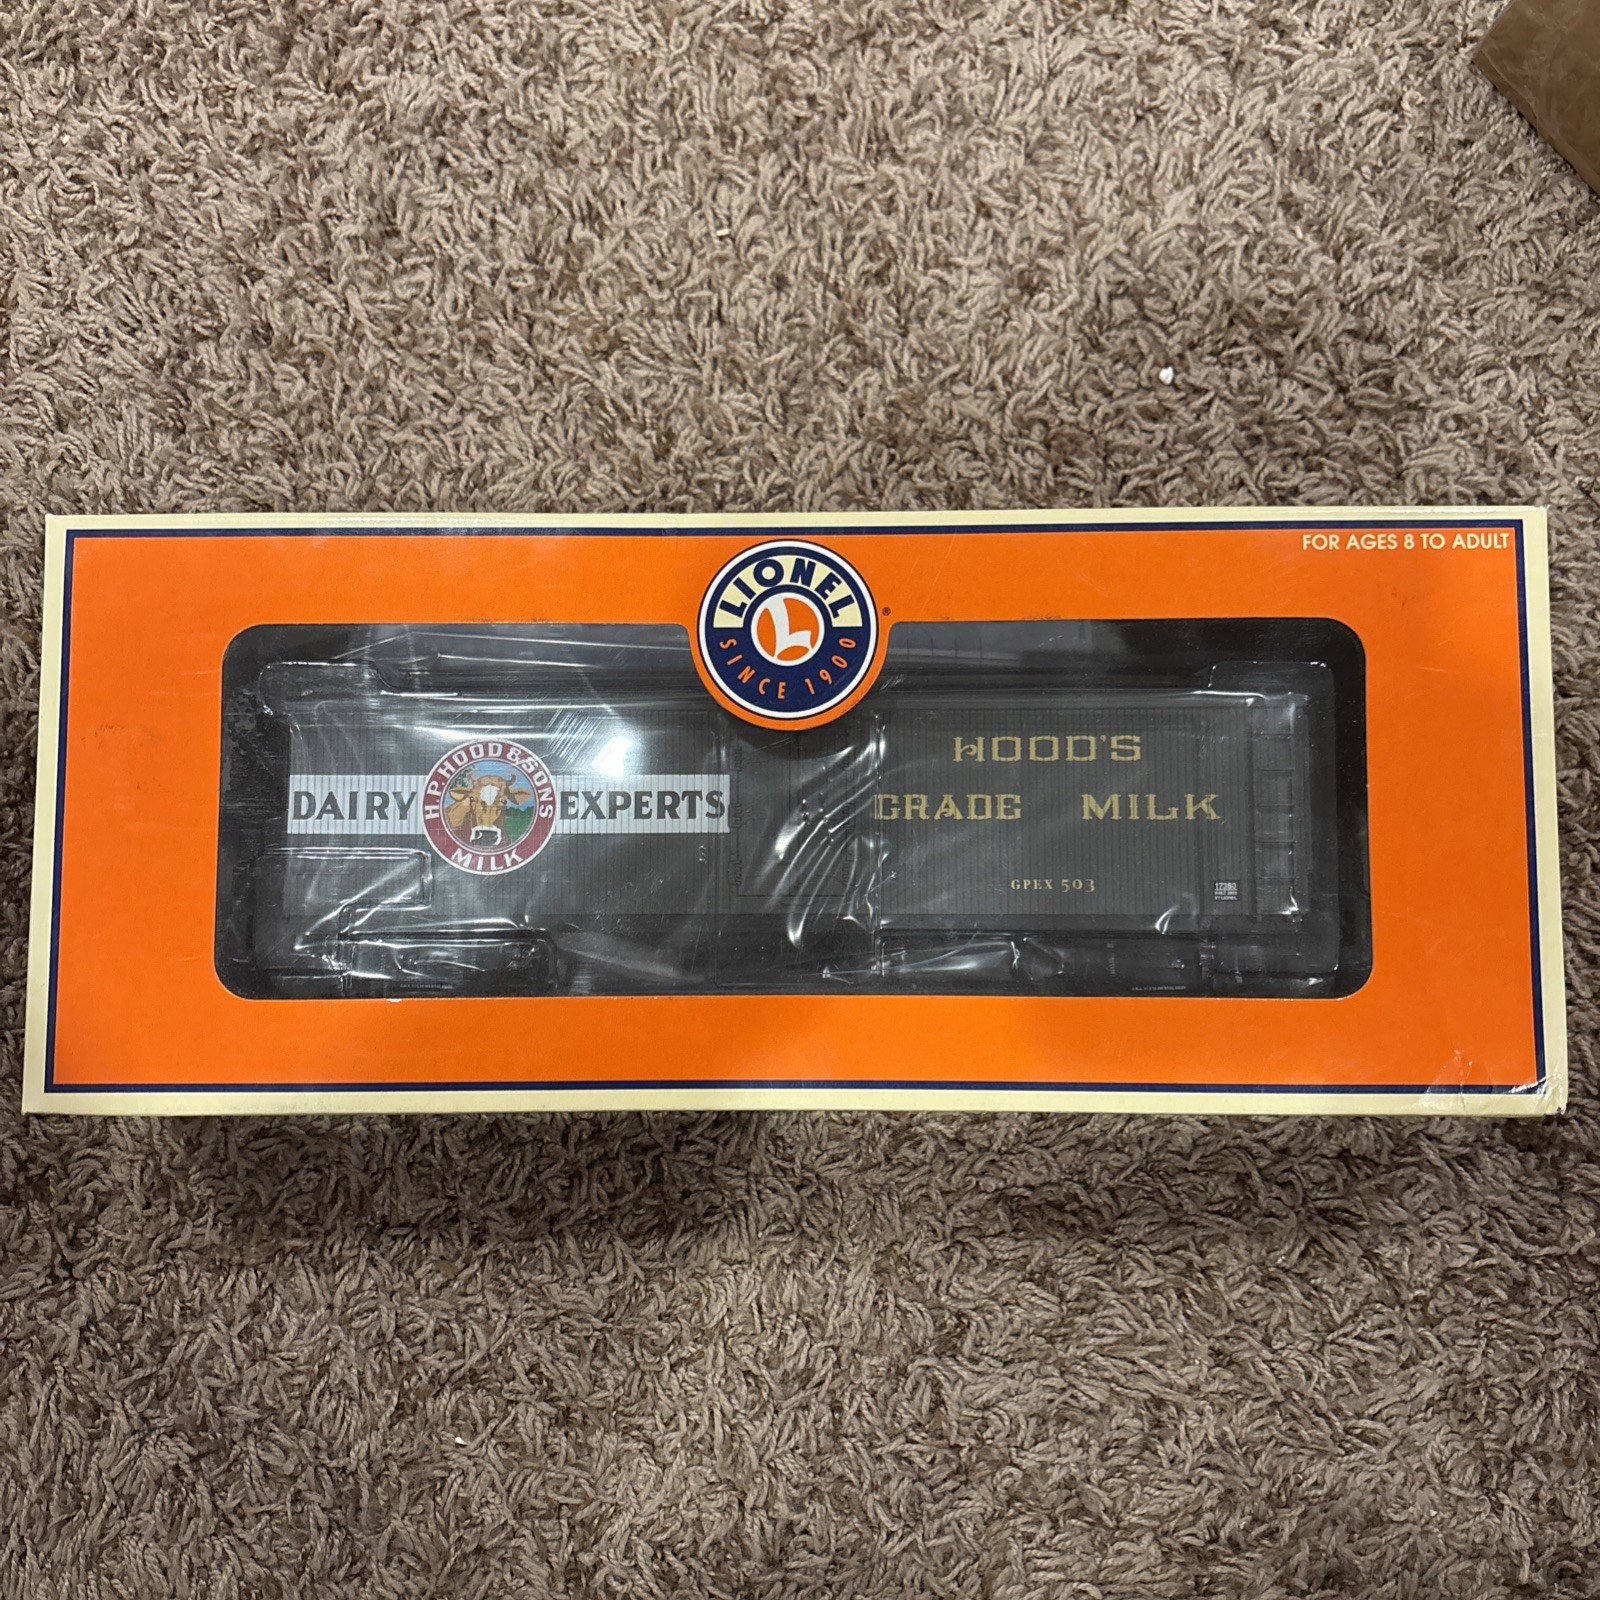 FOR AGES 8 TO ADULT
LIONEL
L
SINCE 1900
®
HOOD'S
GRADE MILK
GPEX 503
DAIRY EXPERTS
H.P. HOOD & SONS
MILK
17350